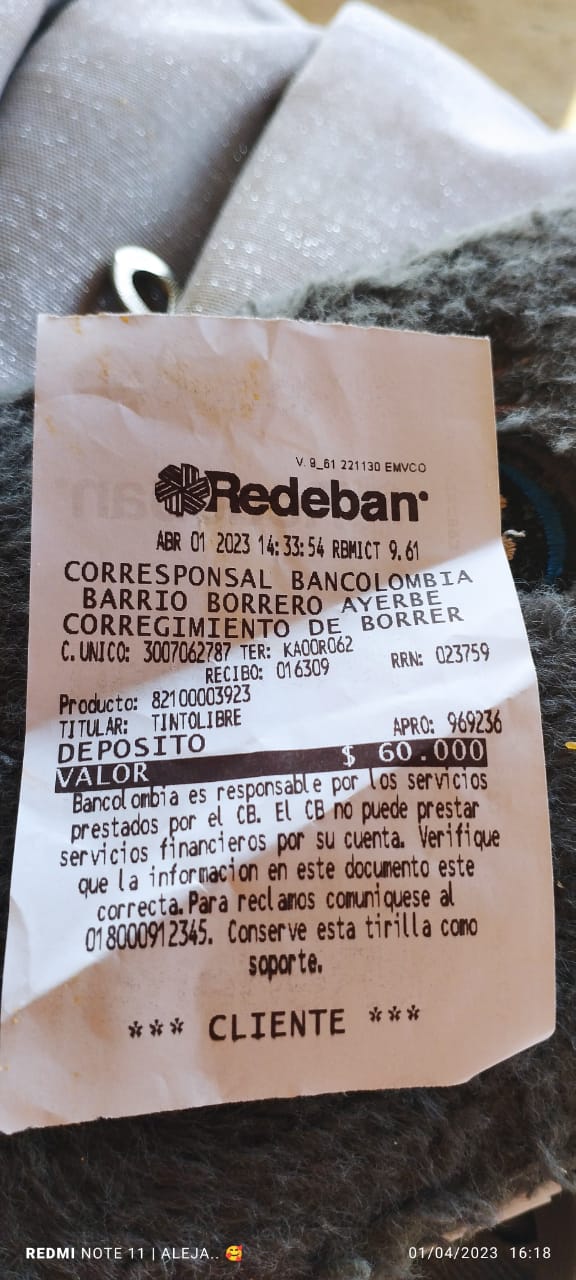 V. 9_61 221130 EMVCO
Redeban
ABR 01 2023 14:33:54 RBMICT 9.61
CORRESPONSAL BANCOLOMBIA
BARRIO BORRERO AYERBE
CORREGIMIENTO DE BORRER
C. UNICO: 3007062787 TER: KA00R062
RECIBO: 016309 RRN: 023759
Producto: 82100003923
TITULAR: TINTOLIBRE APRO: 969236
DEPOSITO
VALOR $ 60.000
Bancolombia es responsable por los servicios
prestados por el CB. El CB no puede prestar
servicios financieros por su cuenta. Verifique
que la informacion en este documento este
correcta.Para reclamos comuniquese al
018000912345. Conserve esta tirilla como
soporte.
*** CLIENTE ***
REDMI NOTE 11 | ALEJA.. 🥰 01/04/2023 16:18